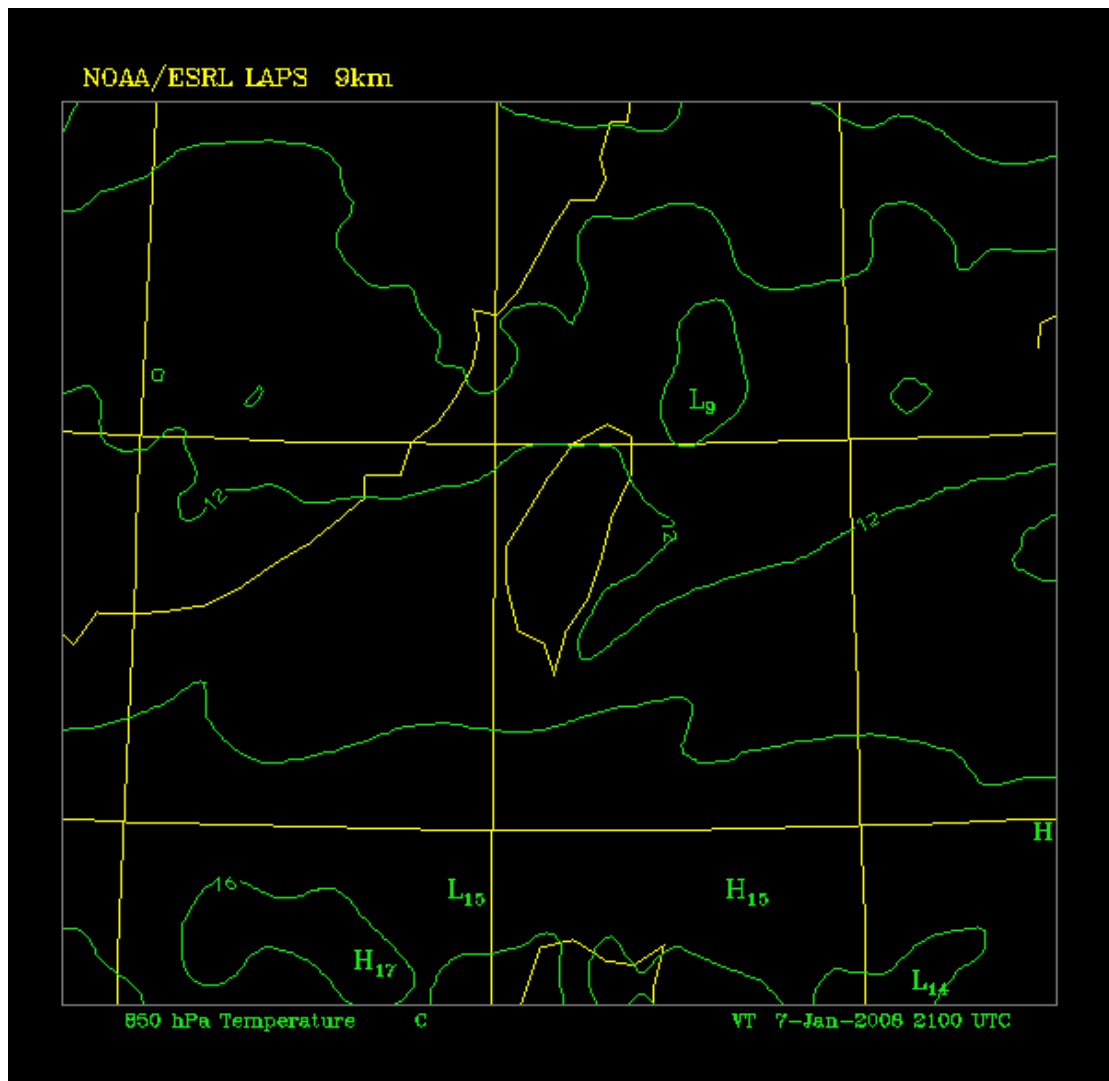 NOAA/ESRL LAPS 9km
L9
12
12
12
H
16
L15
H15
H17
L14
850 hPa Temperature C VT 7-Jan-2008 2100 UTC